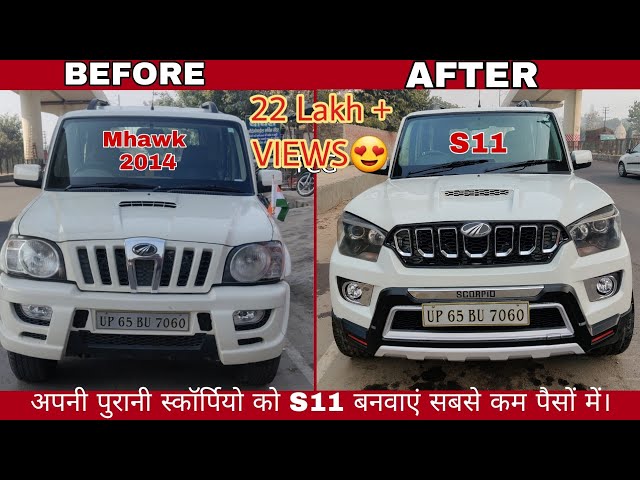 BEFORE
AFTER
22 Lakh +
VIEWS
Mhawk
2014
S11
SCORPIO
UP 65 BU 7060
UP 65 BU 7060
अपनी पुरानी स्कॉर्पियो को S11 बनवाएं सबसे कम पैसों में।